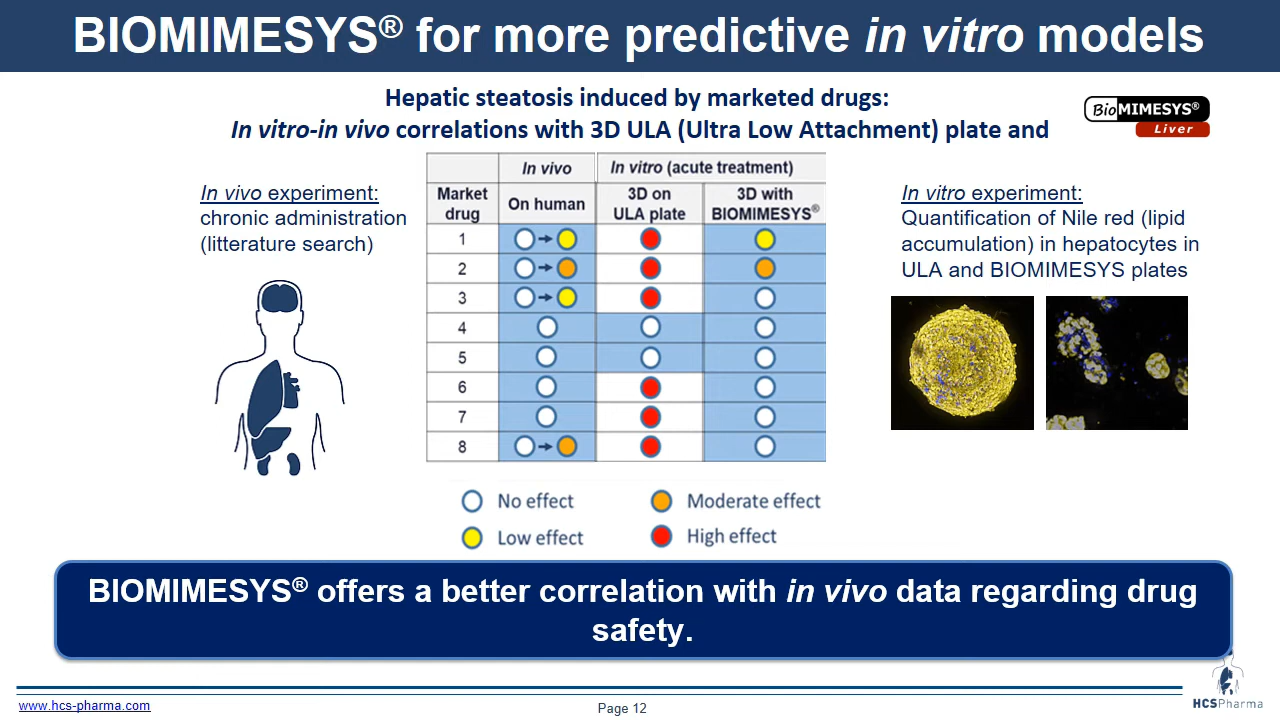 BIOMIMESYS® for more predictive in vitro models
Hepatic steatosis induced by marketed drugs:
In vitro-in vivo correlations with 3D ULA (Ultra Low Attachment) plate and
BioMIMESYS®
Liver
In vivo experiment:
chronic administration
(litterature search)
In vivo
In vitro (acute treatment)
Market drug
On human
3D on ULA plate
3D with BIOMIMESYS®
1
2
3
4
5
6
7
8
No effect
Moderate effect
Low effect
High effect
In vitro experiment:
Quantification of Nile red (lipid
accumulation) in hepatocytes in
ULA and BIOMIMESYS plates
BIOMIMESYS® offers a better correlation with in vivo data regarding drug
safety.
www.hcs-pharma.com
Page 12
HCSPharma